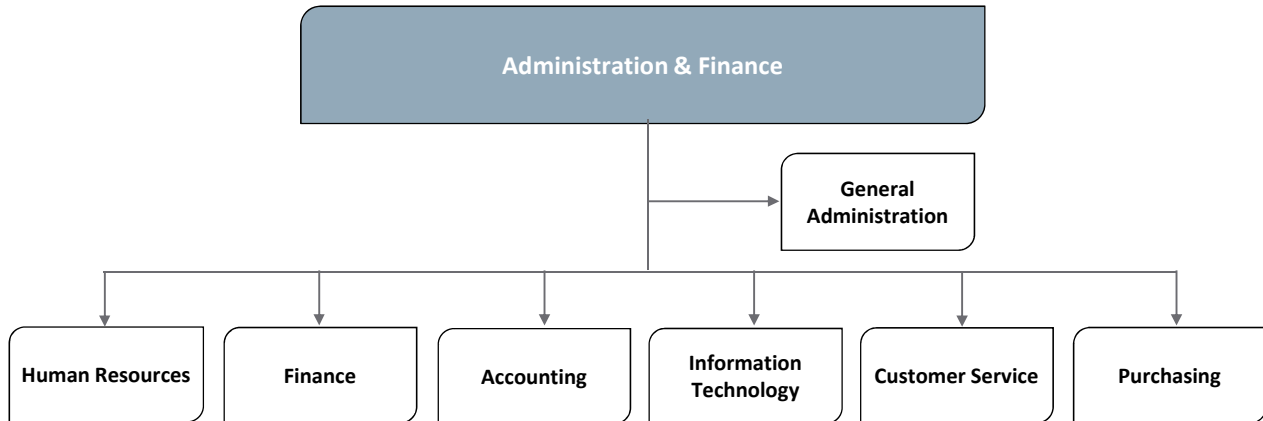 Administration & Finance
General
Administration
Human Resources
Finance
Accounting
Information
Technology
Customer Service
Purchasing